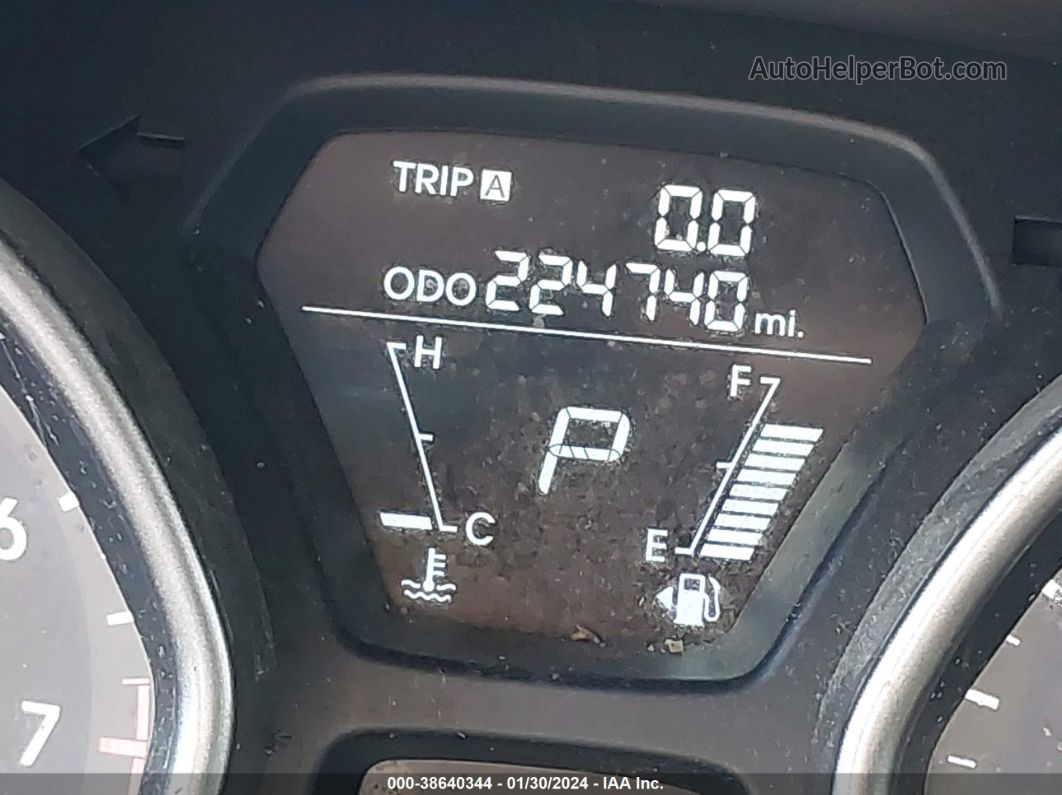 AutoHelperBot.com
TRIP A
0.0
ODO 224740 mi.
H
F
P
C
E
6
7
000-38640344 - 01/30/2024 - IAA Inc.